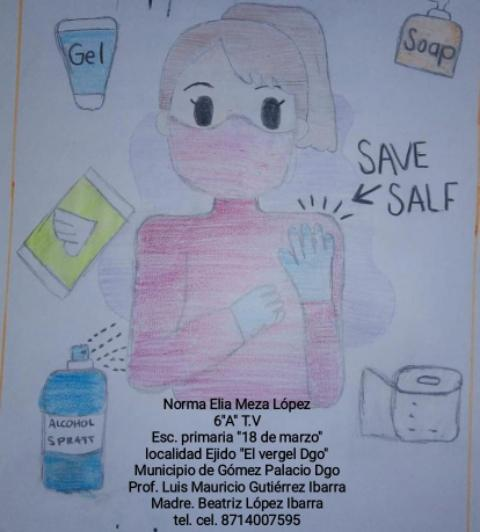 Gel
Soap
SAVE
SALF
ALCOHOL
SPRATT
Norma Elia Meza López
6"A" T.V
Esc. primaria "18 de marzo"
localidad Ejido "El vergel Dgo"
Municipio de Gómez Palacio Dgo
Prof. Luis Mauricio Gutiérrez Ibarra
Madre. Beatriz López Ibarra
tel. cel. 8714007595